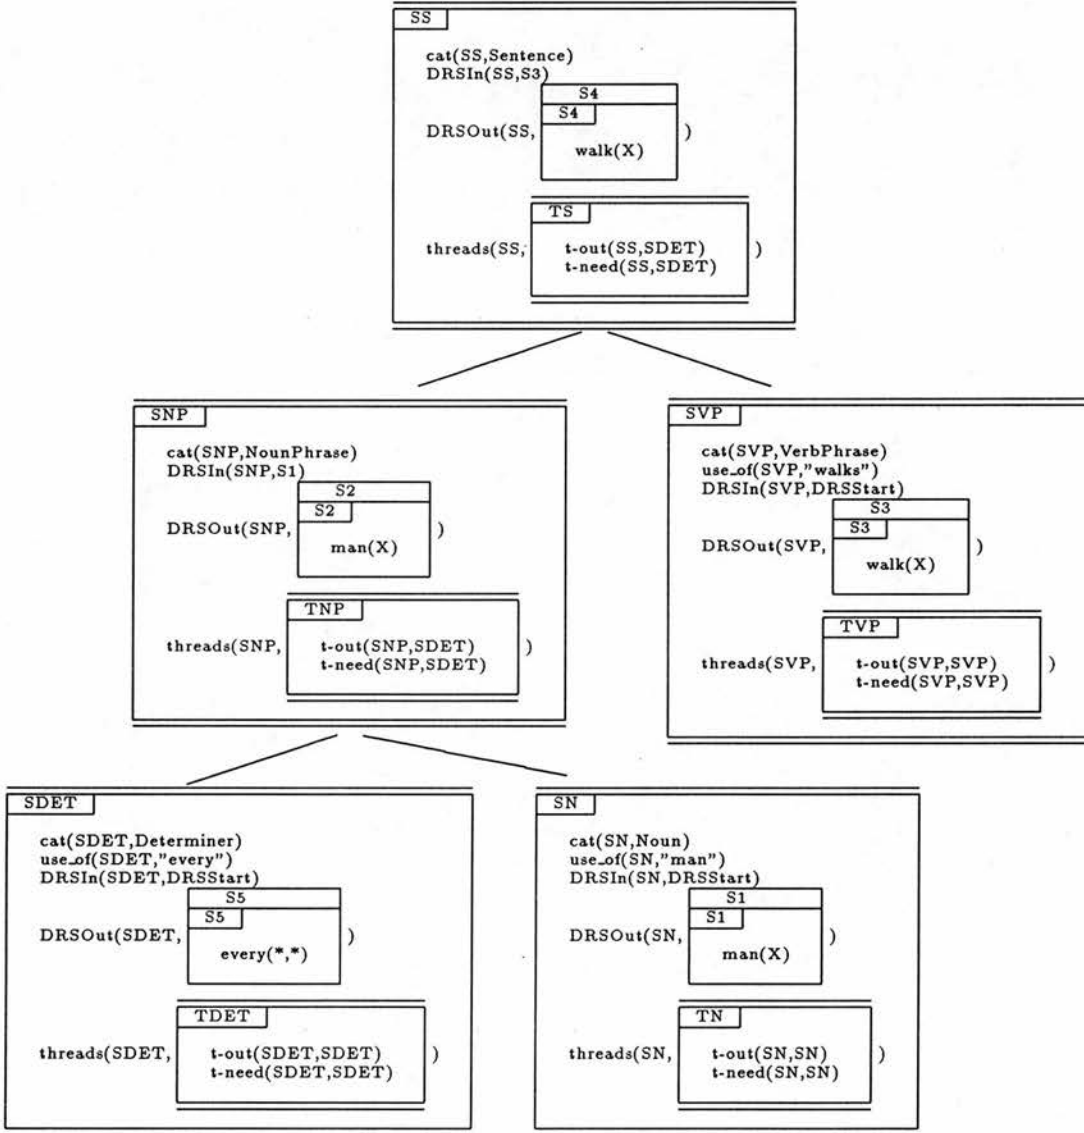 SS
cat(SS,Sentence)
DRSIn(SS,S3)
S4
S4
DRSOut(SS,
)
walk(X)
TS
threads(SS,
t-out(SS,SDET)
)
t-need(SS,SDET)
SNP
cat(SNP,NounPhrase)
DRSIn(SNP,S1)
S2
S2
DRSOut(SNP,
)
man(X)
TNP
threads(SNP,
t-out(SNP,SDET)
)
t-need(SNP,SDET)
SVP
cat(SVP,VerbPhrase)
use_of(SVP,"walks")
DRSIn(SVP,DRSStart)
S3
S3
DRSOut(SVP,
)
walk(X)
TVP
threads(SVP,
t-out(SVP,SVP)
)
t-need(SVP,SVP)
SDET
cat(SDET,Determiner)
use_of(SDET,"every")
DRSIn(SDET,DRSStart)
S5
S5
DRSOut(SDET,
)
every(*,*)
TDET
threads(SDET,
t-out(SDET,SDET)
)
t-need(SDET,SDET)
SN
cat(SN,Noun)
use_of(SN,"man")
DRSIn(SN,DRSStart)
S1
S1
DRSOut(SN,
)
man(X)
TN
threads(SN,
t-out(SN,SN)
)
t-need(SN,SN)